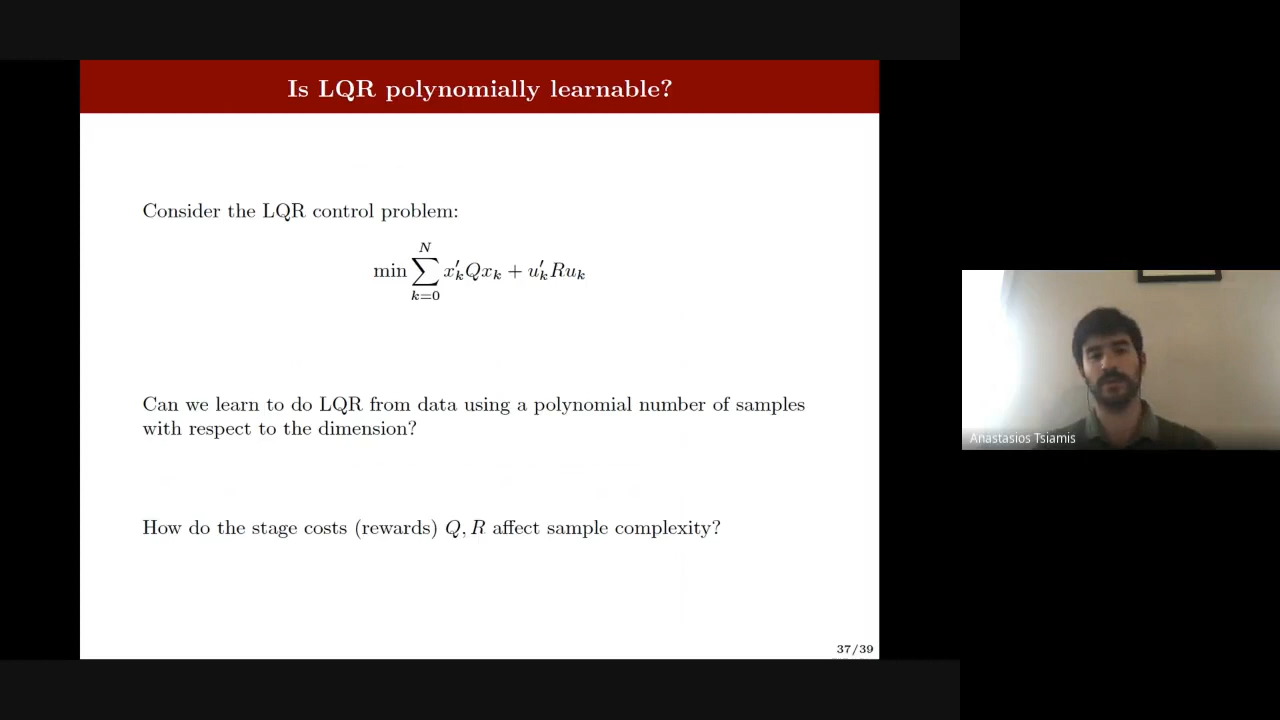 Is LQR polynomially learnable?
Consider the LQR control problem:
min ∑_{k=0}^{N} x′_k Q x_k + u′_k R u_k
Can we learn to do LQR from data using a polynomial number of samples
with respect to the dimension?
How do the stage costs (rewards) Q, R affect sample complexity?
37/39
Anastasios Tsiamis